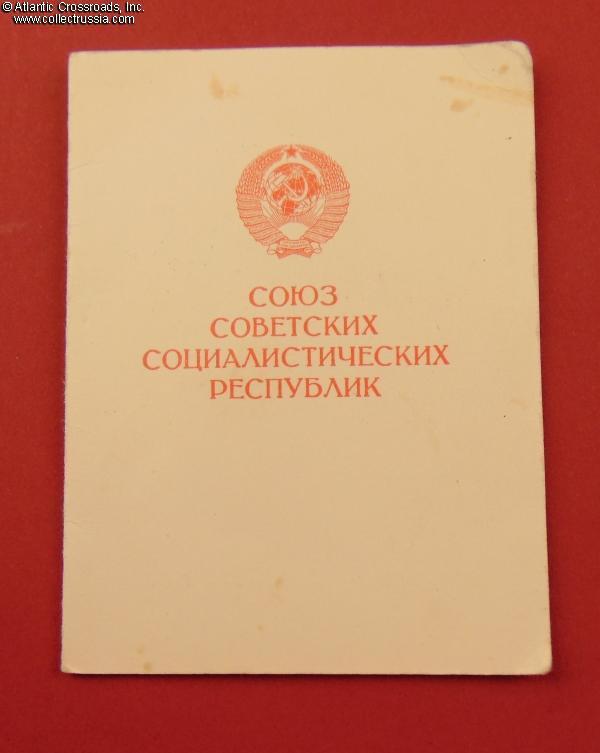 © Atlantic Crossroads, Inc.
www.collectrussia.com
СОЮЗ
СОВЕТСКИХ
СОЦИАЛИСТИЧЕСКИХ
РЕСПУБЛИК